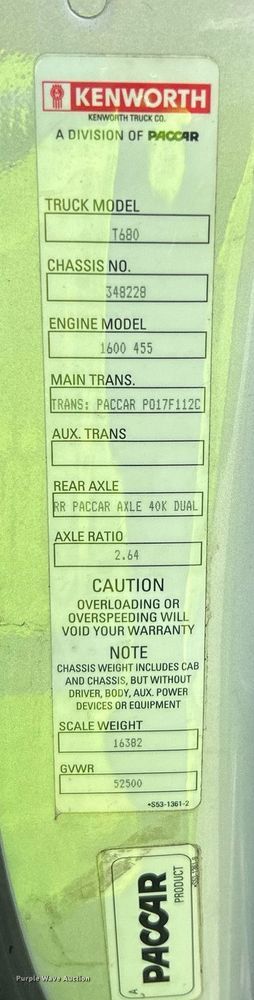 KENWORTH
KENWORTH TRUCK CO.
A DIVISION OF PACCAR
TRUCK MODEL
T680
CHASSIS NO.
348228
ENGINE MODEL
1600 455
MAIN TRANS.
TRANS: PACCAR PO17F112C
AUX. TRANS
REAR AXLE
RR PACCAR AXLE 40K DUAL
AXLE RATIO
2.64
CAUTION
OVERLOADING OR
OVERSPEEDING WILL
VOID YOUR WARRANTY
NOTE
CHASSIS WEIGHT INCLUDES CAB
AND CHASSIS, BUT WITHOUT
DRIVER, BODY, AUX. POWER
DEVICES OR EQUIPMENT
SCALE WEIGHT
16382
GVWR
52500
+S53-1361-2
A
PACCAR
PRODUCT
Purple Wave Auction